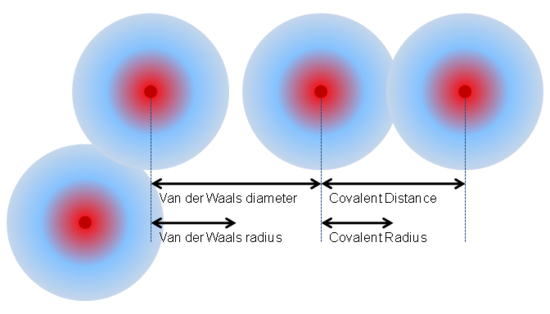 Van der Waals diameter
Covalent Distance
Van der Waals radius
Covalent Radius